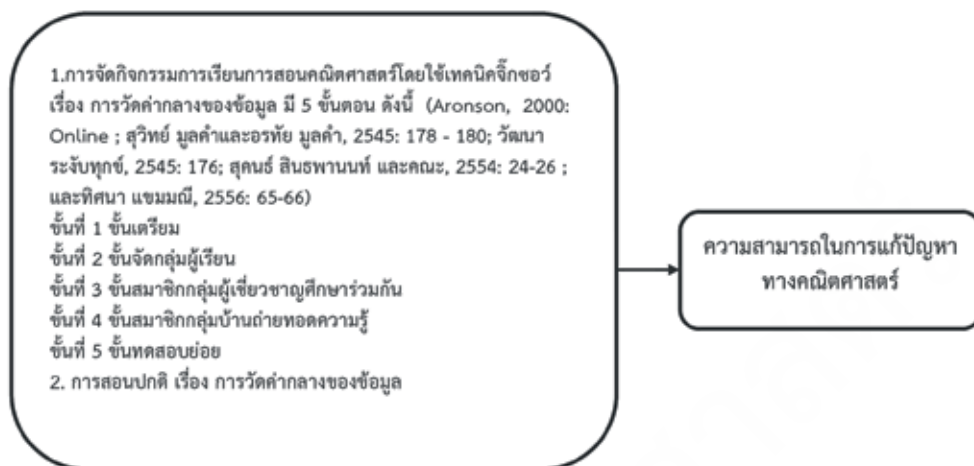 1.การจัดกิจกรรมการเรียนการสอนคณิตศาสตร์โดยใช้เทคนิคจิ๊กซอว์
เรื่อง การวัดค่ากลางของข้อมูล มี 5 ขั้นตอน ดังนี้ (Aronson, 2000:
Online ; สุวิทย์ มูลคำและอรทัย มูลคำ, 2545: 178 - 180; วัฒนา
ระงับทุกข์, 2545: 176; สุคนธ์ สินธพานนท์ และคณะ, 2554: 24-26 ;
และทิศนา แขมมณี, 2556: 65-66)
ขั้นที่ 1 ขั้นเตรียม
ขั้นที่ 2 ขั้นจัดกลุ่มผู้เรียน
ขั้นที่ 3 ขั้นสมาชิกกลุ่มผู้เชี่ยวชาญศึกษาร่วมกัน
ขั้นที่ 4 ขั้นสมาชิกกลุ่มบ้านถ่ายทอดความรู้
ขั้นที่ 5 ขั้นทดสอบย่อย
2. การสอนปกติ เรื่อง การวัดค่ากลางของข้อมูล
ความสามารถในการแก้ปัญหา
ทางคณิตศาสตร์